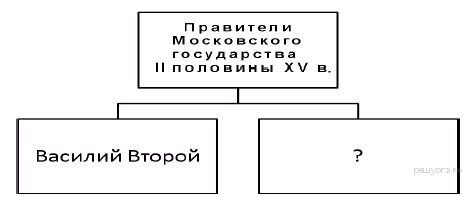 Правители
Московского
государства
II половины XV в.
Василий Второй
?